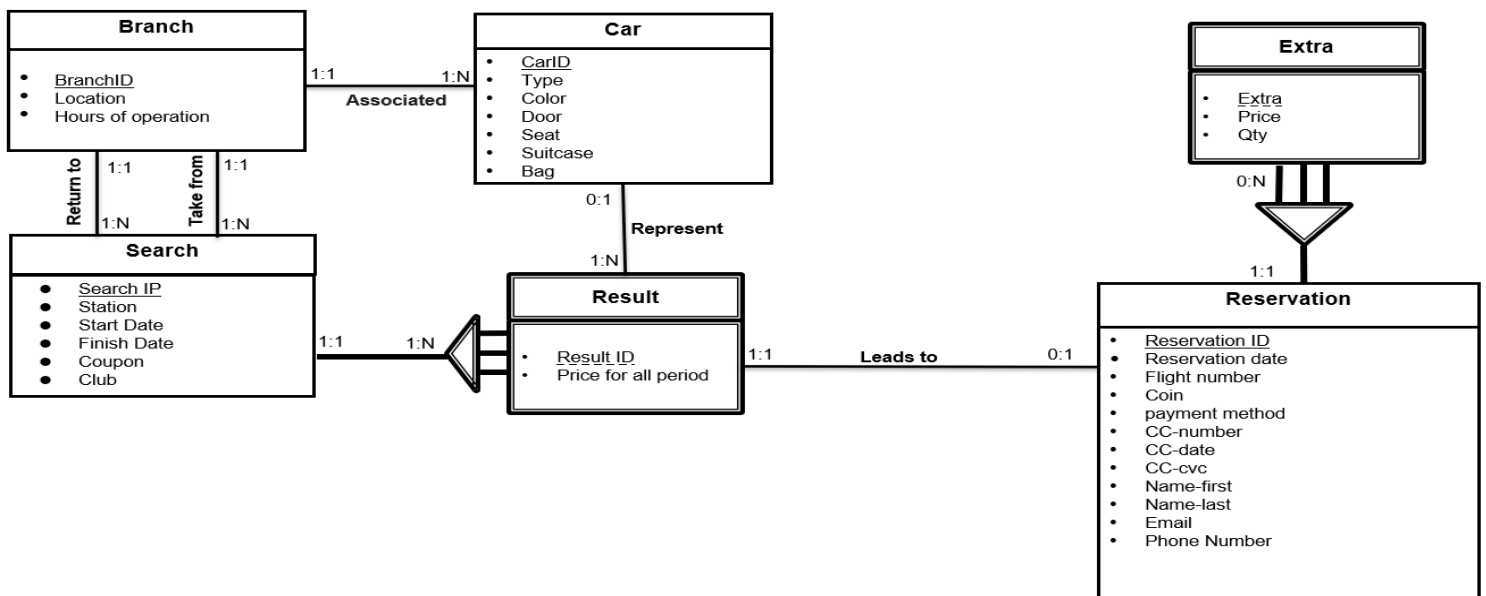 Branch
BranchID
Location
Hours of operation
1:1
1:N
Associated
Car
CarID
Type
Color
Door
Seat
Suitcase
Bag
Extra
Extra
Price
Qty
Return to
1:1
1:N
Take from
1:1
1:N
0:1
Represent
1:N
0:N
1:1
Search
Search IP
Station
Start Date
Finish Date
Coupon
Club
1:1
1:N
Result
Result ID
Price for all period
1:1
Leads to
0:1
Reservation
Reservation ID
Reservation date
Flight number
Coin
payment method
CC-number
CC-date
CC-cvc
Name-first
Name-last
Email
Phone Number